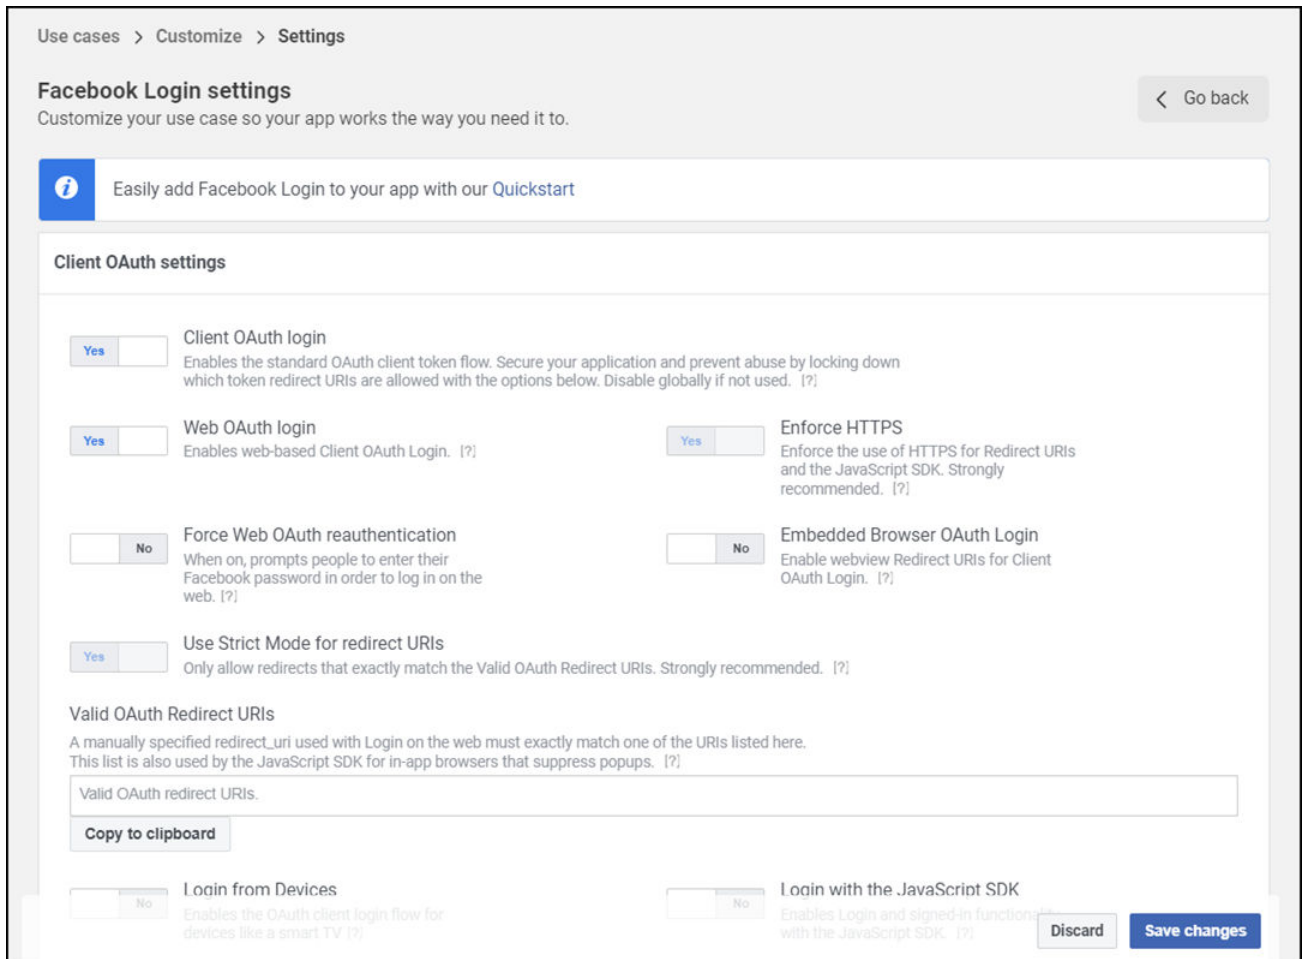 Use cases > Customize > Settings
Facebook Login settings
Customize your use case so your app works the way you need it to.
Go back
Easily add Facebook Login to your app with our Quickstart
Client OAuth settings
Yes
Client OAuth login
Enables the standard OAuth client token flow. Secure your application and prevent abuse by locking down
which token redirect URIs are allowed with the options below. Disable globally if not used. [?]
Yes
Web OAuth login
Enables web-based Client OAuth Login. [?]
Yes
Enforce HTTPS
Enforce the use of HTTPS for Redirect URIs
and the JavaScript SDK. Strongly
recommended. [?]
No
Force Web OAuth reauthentication
When on, prompts people to enter their
Facebook password in order to log in on the
web. [?]
No
Embedded Browser OAuth Login
Enable webview Redirect URIs for Client
OAuth Login. [?]
Yes
Use Strict Mode for redirect URIs
Only allow redirects that exactly match the Valid OAuth Redirect URIs. Strongly recommended. [?]
Valid OAuth Redirect URIs
A manually specified redirect_uri used with Login on the web must exactly match one of the URIs listed here.
This list is also used by the JavaScript SDK for in-app browsers that suppress popups. [?]
Valid OAuth redirect URIs.
Copy to clipboard
No
Login from Devices
Enables the OAuth client login flow for
devices like a smart TV [?]
No
Login with the JavaScript SDK
Enables Login and signed-in
with the JavaScript SDK. [?]
Discard
Save changes